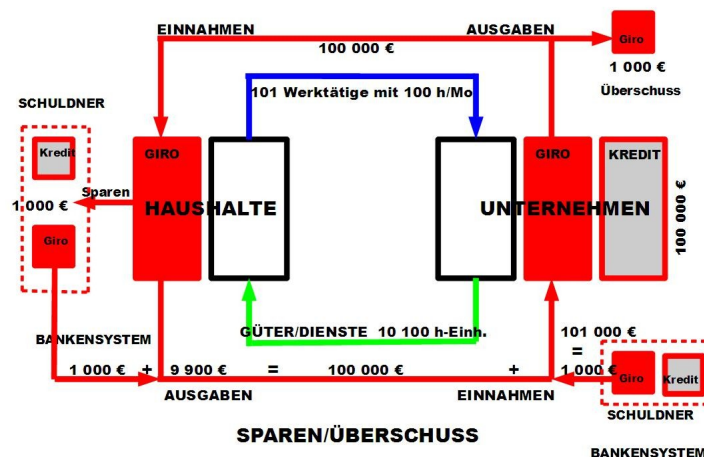 EINNAHMEN
AUSGABEN
100 000 €
Giro
1 000 €
Überschuss
101 Werktätige mit 100 h/Mo
SCHULDNER
Kredit
GIRO
GIRO
KREDIT
Sparen
1 000 €
HAUSHALTE
UNTERNEHMEN
100 000 €
Giro
BANKENSYSTEM
GÜTER/DIENSTE 10 100 h-Einh.
101 000 €
=
1 000 € + 9 900 € = 100 000 € + 1 000 €
Giro
Kredit
AUSGABEN
EINNAHMEN
SCHULDNER
SPAREN/ÜBERSCHUSS
BANKENSYSTEM